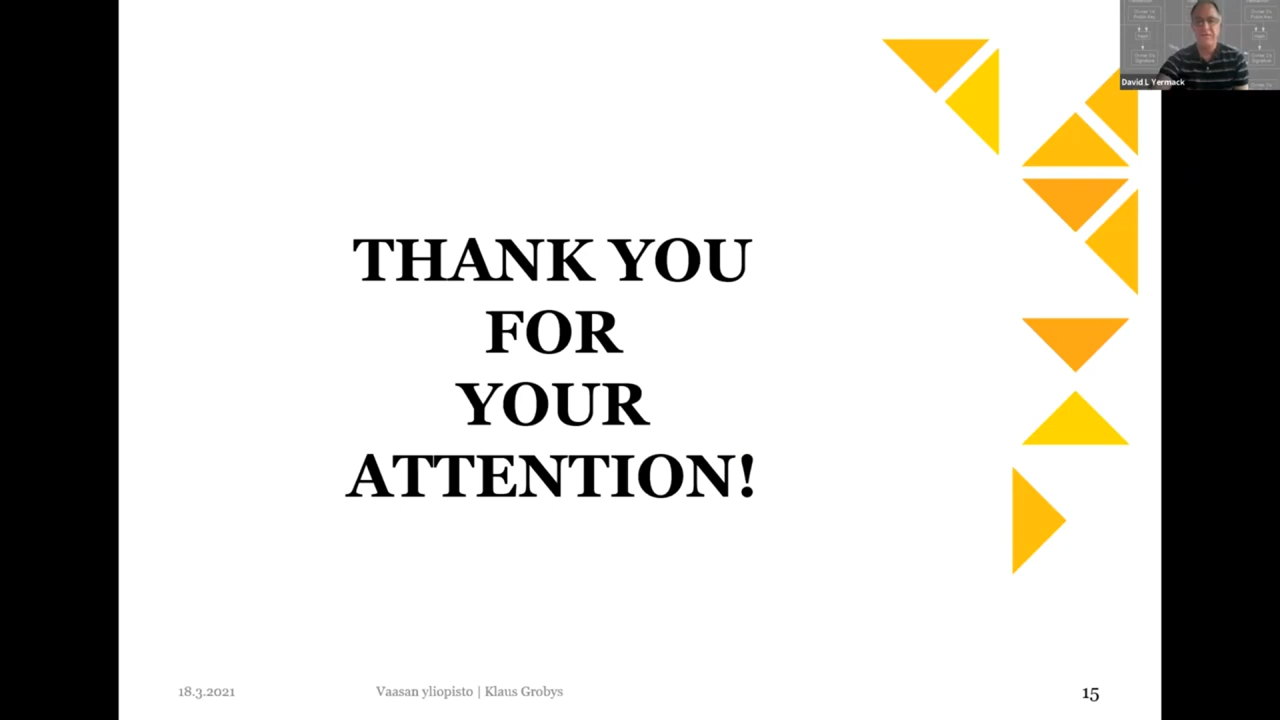 David L Yermack
THANK YOU
FOR
YOUR
ATTENTION!
18.3.2021
Vaasan yliopisto | Klaus Grobys
15